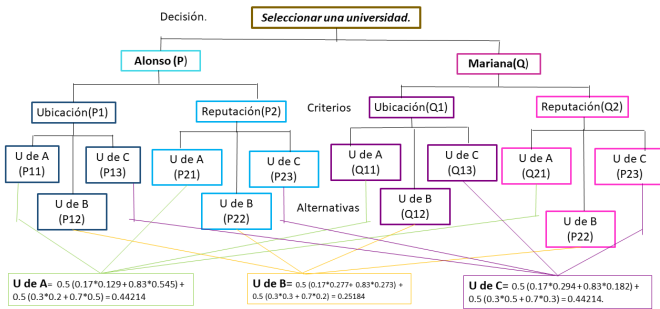 Decisión.
Seleccionar una universidad.
Alonso (P)
Mariana(Q)
Ubicación(P1)
Reputación(P2)
Criterios
Ubicación(Q1)
Reputación(Q2)
U de A
(P11)
U de C
(P13)
U de A
(P21)
U de C
(P23)
U de A
(Q11)
U de C
(Q13)
U de A
(Q21)
U de C
(P23)
U de B
(P12)
U de B
(P22)
Alternativas
U de B
(Q12)
U de B
(P22)
U de A= 0.5 (0.17*0.129+0.83*0.545) +
0.5 (0.3*0.2+0.7*0.5)=0.44214
U de B= 0.5 (0.17*0.277+ 0.83*0.273) +
0.5 (0.3*0.3 +0.7*0.2)=0.25184
U de C= 0.5 (0.17*0.294+0.83*0.182) +
0.5 (0.3*0.5+0.7*0.3) =0.44214.